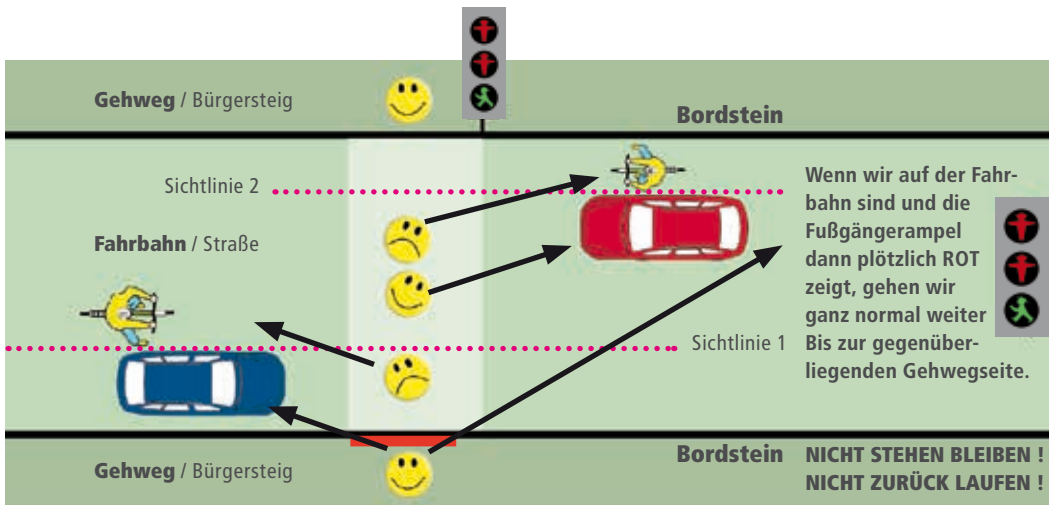 Gehweg / Bürgersteig
Bordstein
Sichtlinie 2
Fahrbahn / Straße
Wenn wir auf der Fahr-
bahn sind und die
Fußgängerampel
dann plötzlich ROT
zeigt, gehen wir
ganz normal weiter
Bis zur gegenüber-
liegenden Gehwegseite.
Sichtlinie 1
Gehweg / Bürgersteig
Bordstein
NICHT STEHEN BLEIBEN !
NICHT ZURÜCK LAUFEN !